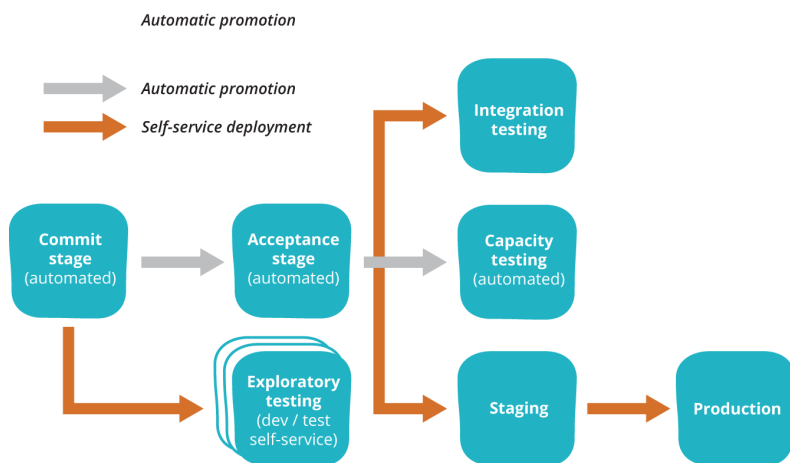 Automatic promotion
Automatic promotion
Self-service deployment
Integration
testing
Commit
stage
(automated)
Acceptance
stage
(automated)
Capacity
testing
(automated)
Exploratory
testing
(dev / test
self-service)
Staging
Production